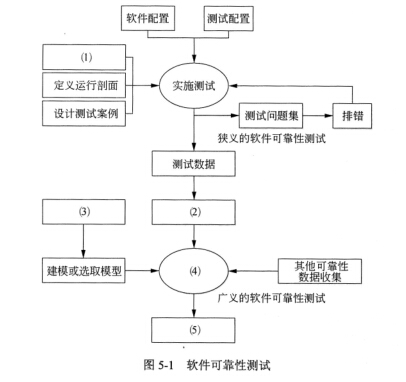 软件配置
测试配置
(1)
定义运行剖面
设计测试案例
实施测试
测试问题集
排错
狭义的软件可靠性测试
测试数据
(3)
(2)
建模或选取模型
(4)
其他可靠性
数据收集
广义的软件可靠性测试
(5)
图 5-1 软件可靠性测试